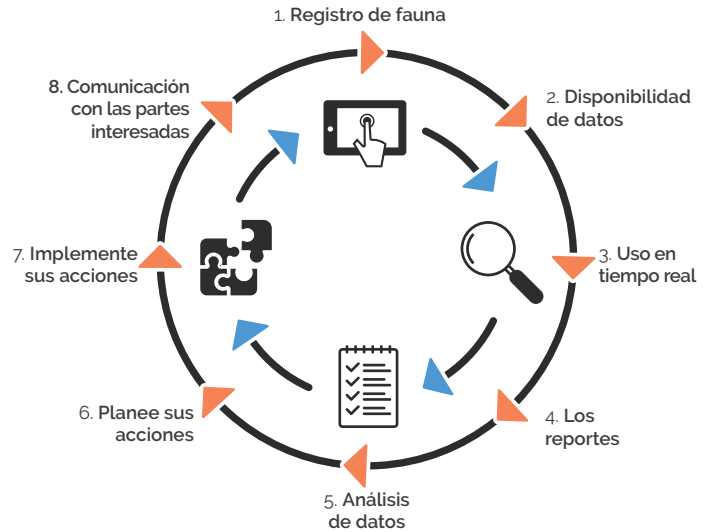 1. Registro de fauna
2. Disponibilidad
de datos
3. Uso en
tiempo real
4. Los
reportes
5. Análisis
de datos
6. Planee sus
acciones
7. Implemente
sus acciones
8. Comunicación
con las partes
interesadas